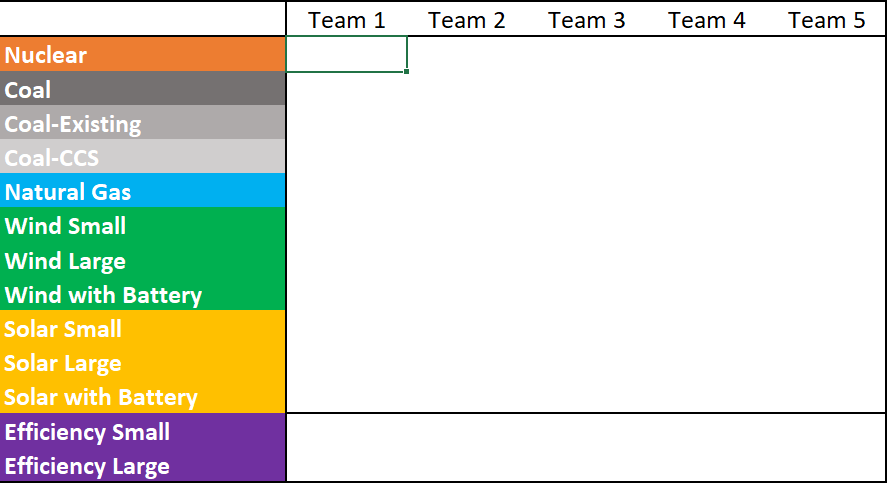 Team 1 Team 2 Team 3 Team 4 Team 5
Nuclear
Coal
Coal-Existing
Coal-CCS
Natural Gas
Wind Small
Wind Large
Wind with Battery
Solar Small
Solar Large
Solar with Battery
Efficiency Small
Efficiency Large